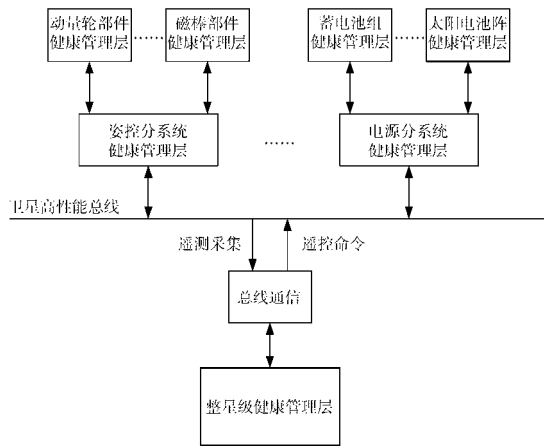 动量轮部件
健康管理层
……
磁棒部件
健康管理层
蓄电池组
健康管理层
……
太阳电池阵
健康管理层
姿控分系统
健康管理层
……
电源分系统
健康管理层
卫星高性能总线
遥测采集
遥控命令
总线通信
整星级健康管理层